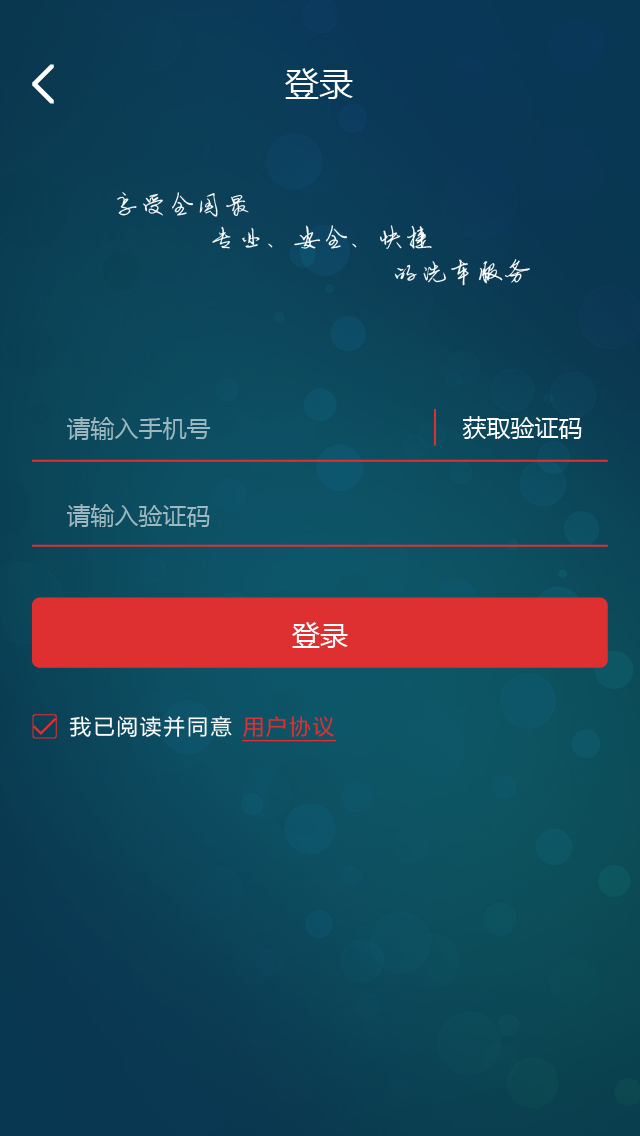 登录
享受全国最
专业、安全、快捷
的洗车服务
请输入手机号 获取验证码
请输入验证码
登录
我已阅读并同意 用户协议